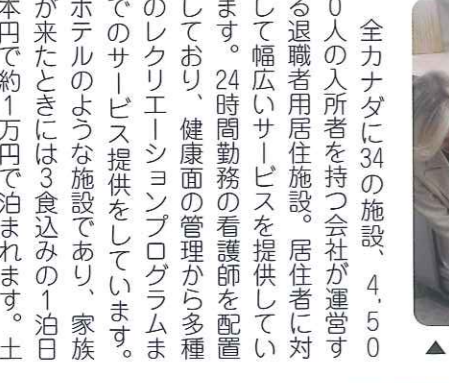 全カナダに34の施設、4,50
0人の入所者を持つ会社が運営す
る退職者用居住施設。居住者に対
して幅広いサービスを提供してい
ます。24時間勤務の看護師を配置
しており、健康面の管理から多種
のレクリエーションプログラムま
でのサービス提供をしています。
ホテルのような施設であり、家族
が来たときには3食込みの1泊日
本円で約1万円で泊まれます。土